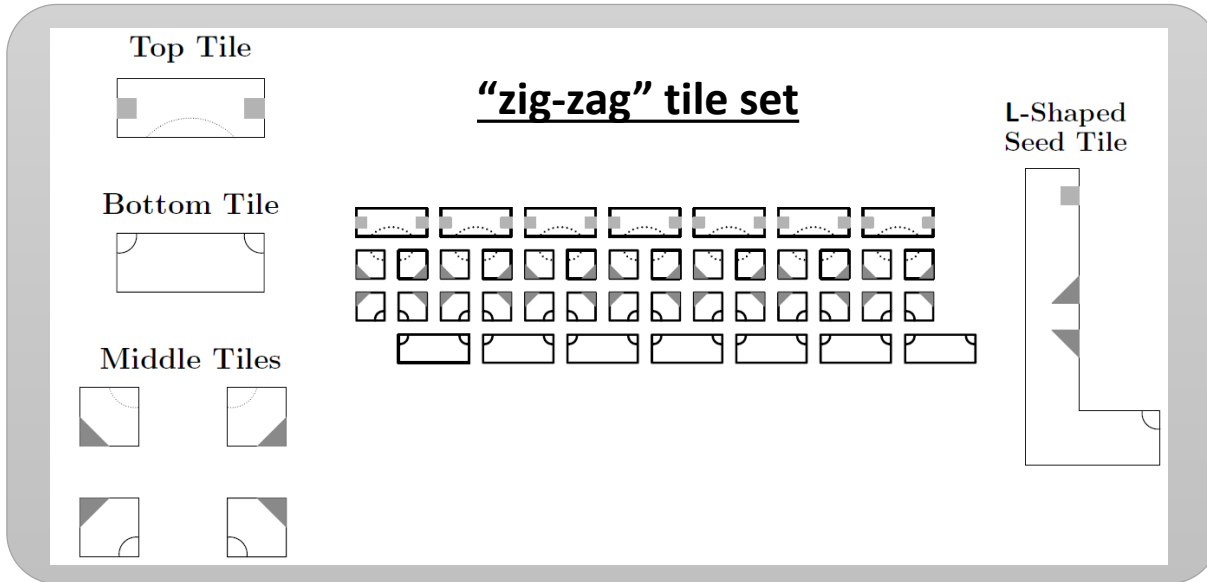 Top Tile
"zig-zag" tile set
L-Shaped
Seed Tile
Bottom Tile
Middle Tiles